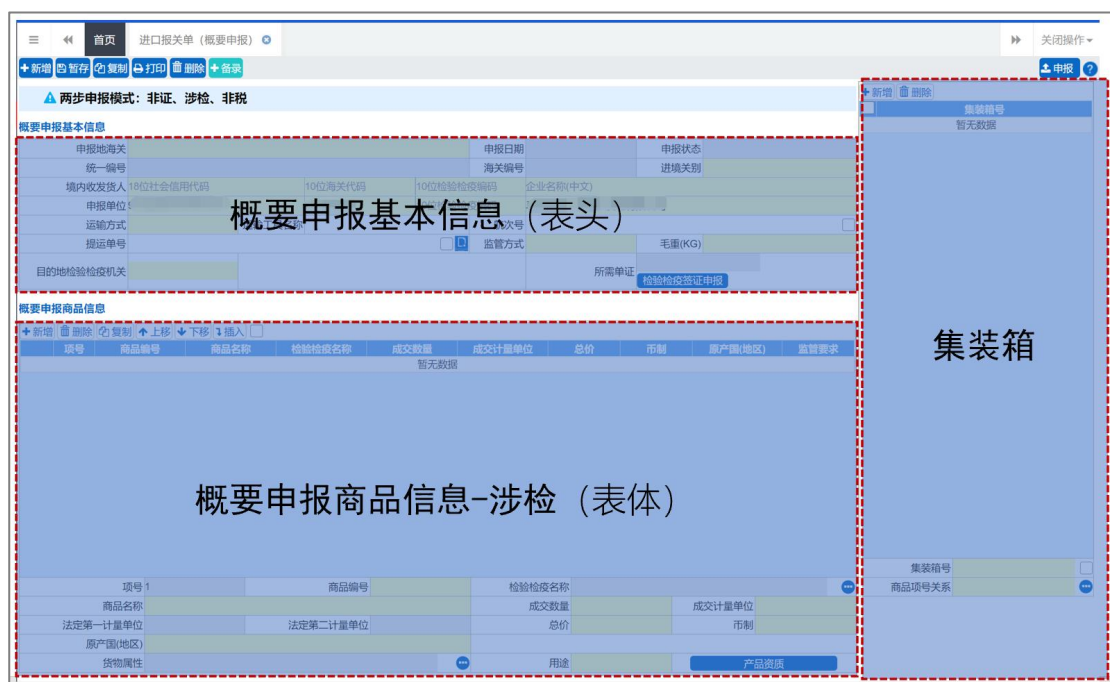 首页 进口报关单（概要申报） 关闭操作
新增 暂存 复制 打印 删除 备录 申报
两步申报模式：非证、涉检、非税
新增 删除
集装箱号
暂无数据
概要申报基本信息
申报地海关 申报日期 申报状态
统一编号 海关编号 进境关别
境内收发货人 18位社会信用代码 10位海关代码 10位检验检疫编码 企业名称(中文)
申报单位
概要申报基本信息（表头）
运输方式
提运单号 监管方式 毛重(KG)
目的地检验检疫机关 所需单证
检验检疫签证申报
概要申报商品信息
新增 删除 复制 上移 下移 插入
项号 商品编号 商品名称 检验检疫名称 成交数量 成交计量单位 总价 币制 原产国(地区) 监管要求
暂无数据
集装箱
概要申报商品信息-涉检（表体）
项号 1 商品编号 检验检疫名称
商品名称 成交数量 成交计量单位
法定第一计量单位 法定第二计量单位 总价 币制
原产国(地区)
货物属性 用途 产品资质
集装箱号
商品项号关系